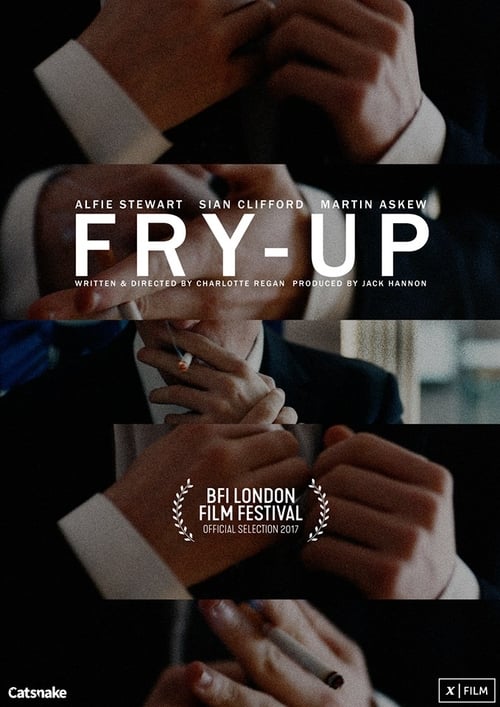 ALFIE STEWART SIAN CLIFFORD MARTIN ASKEW
FRY-UP
WRITTEN & DIRECTED BY CHARLOTTE REGAN PRODUCED BY JACK HANNON
BFI LONDON
FILM FESTIVAL
OFFICIAL SELECTION 2017
Catsnake
X FILM